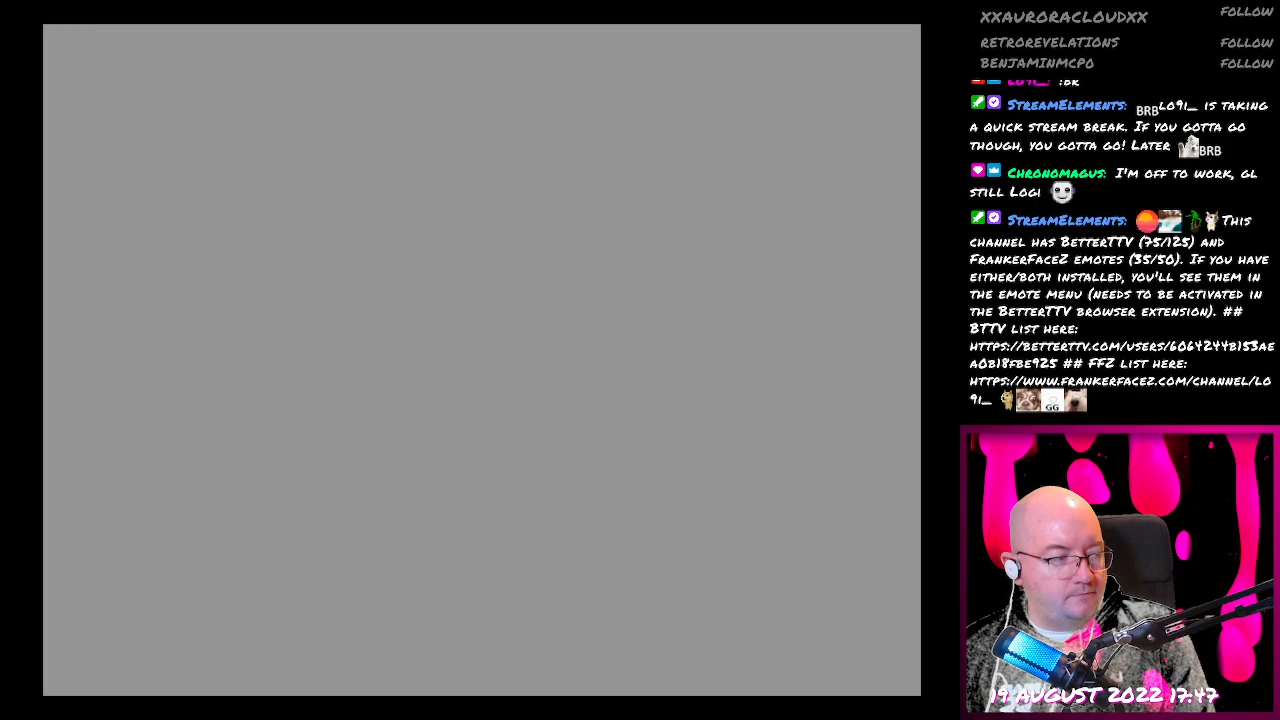 xxAuroraCloudxx Follow
RetroRevelations Follow
BenjaminMCPO Follow
Lo9i_: !br
StreamElements: BRB Lo9i_ is taking
a quick stream break. If you gotta go
though, you gotta go! Later BRB
Chronomagus: I'm off to work, gl
still Logi
StreamElements: This
channel has BetterTTV (75/125) and
FrankerFaceZ emotes (35/50). If you have
either/both installed, you'll see them in
the emote menu (needs to be activated in
the BetterTTV browser extension). ##
BTTV list here:
https://betterttv.com/users/6064244b153ae
a0b18fbe925 ## FFZ list here:
https://www.frankerfacez.com/channel/lo
9i_ GG
19 August 2022 17:47